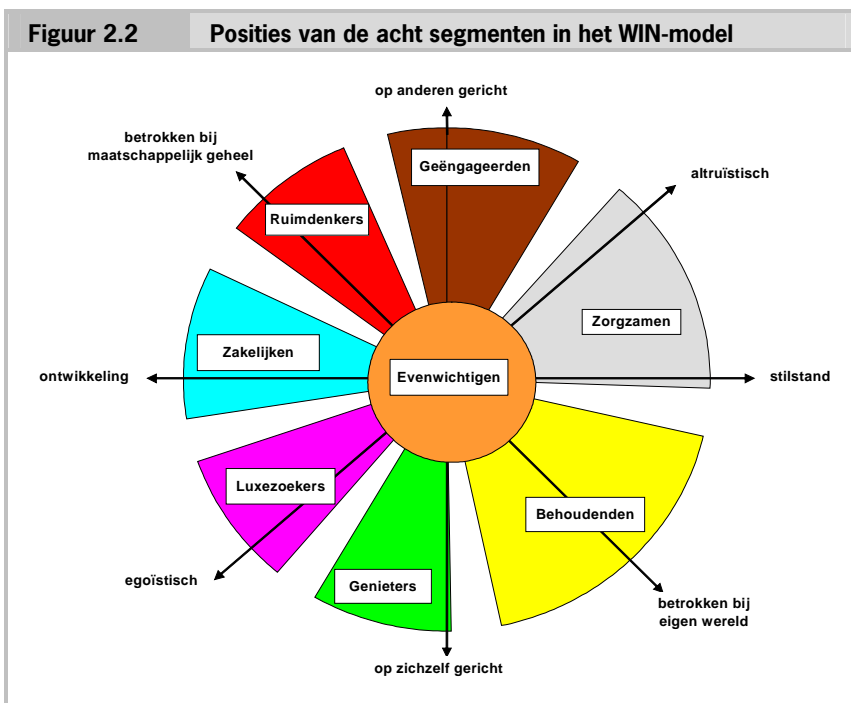 Figuur 2.2 Posities van de acht segmenten in het WIN-model
op anderen gericht
betrokken bij
maatschappelijk geheel
Geëngageerden
altruïstisch
Ruimdenkers
Zorgzamen
Zakelijken
ontwikkeling
Evenwichtigen
stilstand
Luxezoekers
Behoudenden
egoïstisch
Genieters
betrokken bij
eigen wereld
op zichzelf gericht